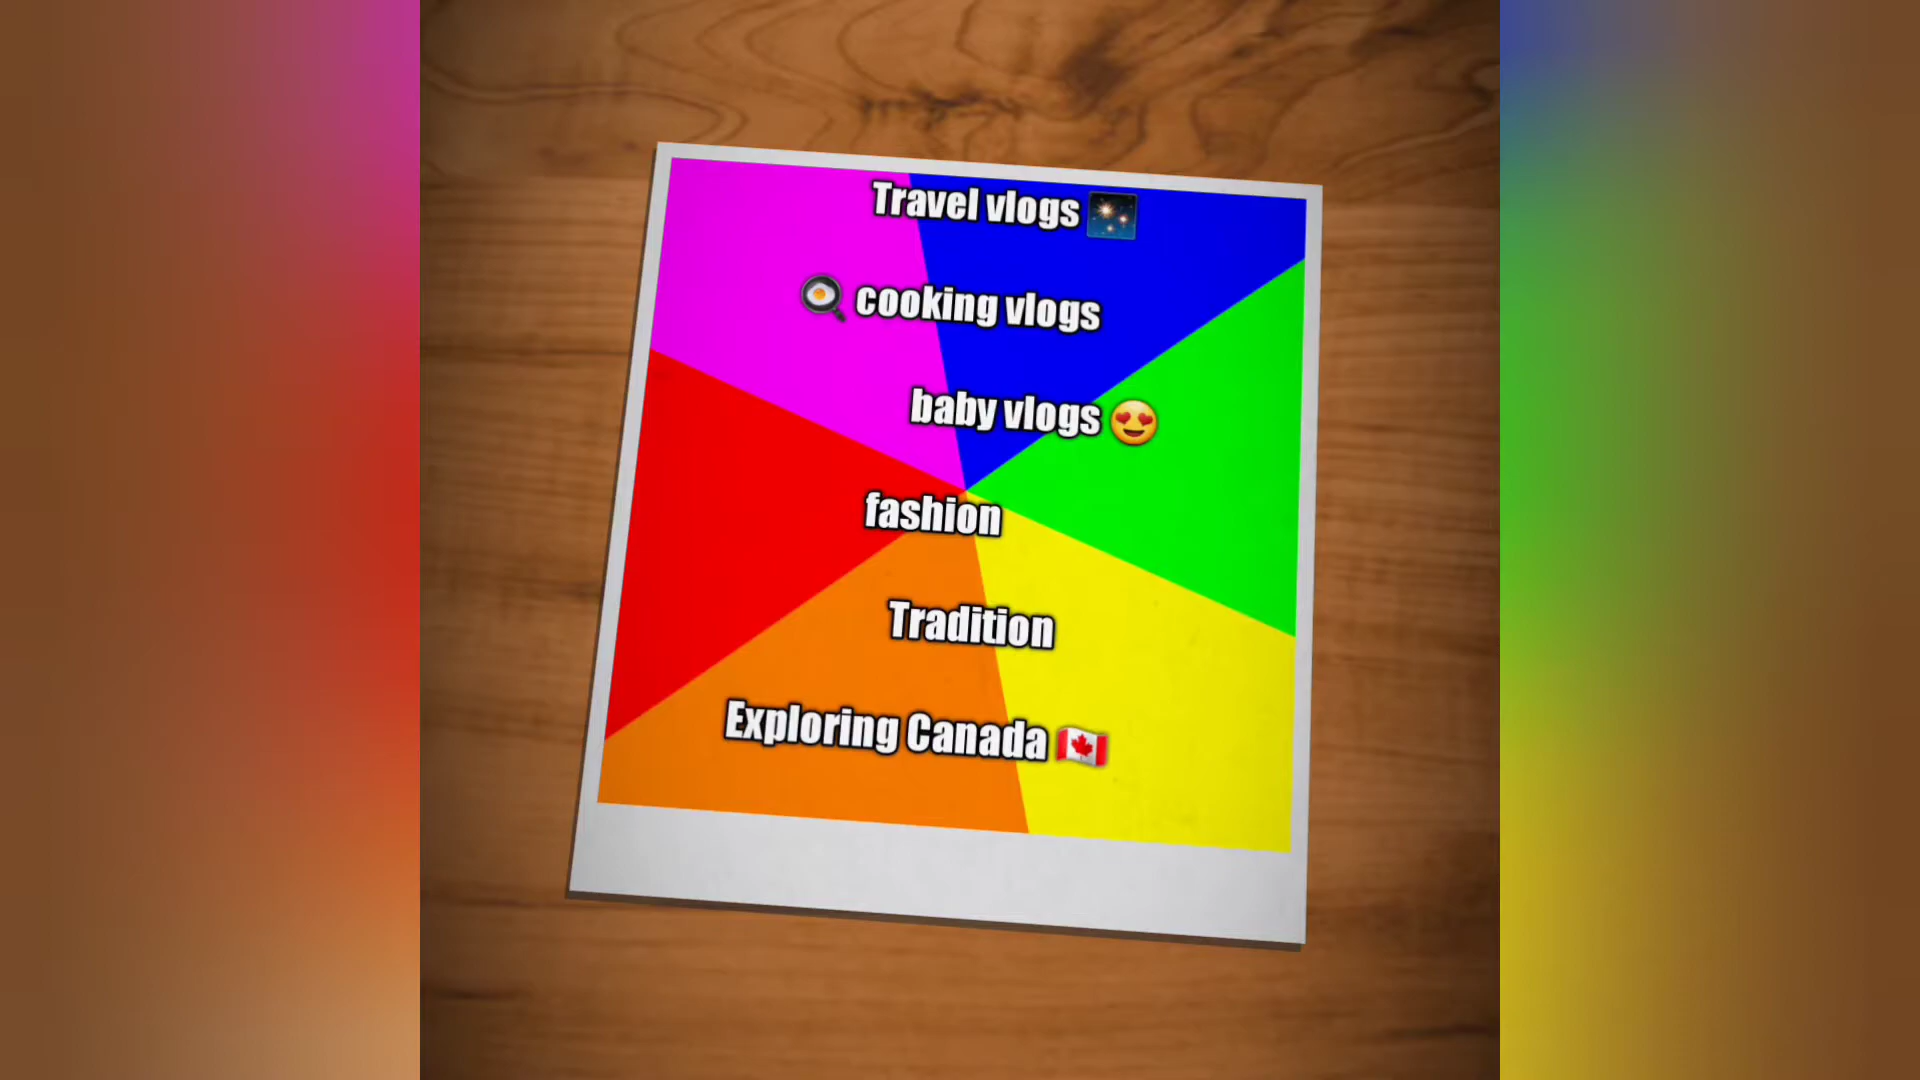 Travel vlogs 🎇
🍳 cooking vlogs
baby vlogs 😍
fashion
Tradition
Exploring Canada 🇨🇦